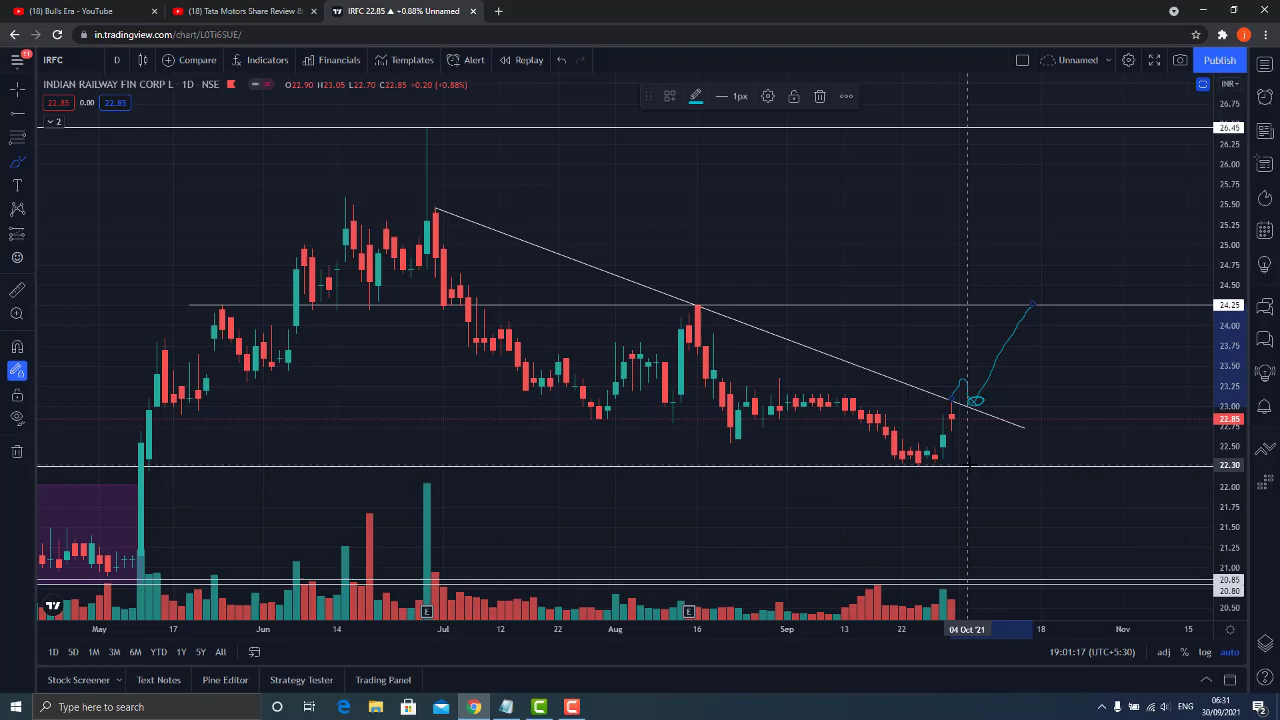 (18) Bulls Era - YouTube
(18) Tata Motors Share Review &
IRFC 22.85 ▲ +0.88% Unnamed
in.tradingview.com/chart/L0Ti6SUE/
11
IRFC
D
Compare
Indicators
Financials
Templates
Alert
Replay
Unnamed
Publish
INDIAN RAILWAY FIN CORP L · 1D · NSE
O22.90 H23.05 L22.70 C22.85 +0.20 (+0.88%)
22.85 0.00 22.85
2
1px
INR
26.75
26.45
26.25
26.00
25.75
25.50
25.25
25.00
24.75
24.50
24.25
24.00
23.75
23.50
23.25
23.00
22.85
22.75
22.50
22.30
22.00
21.75
21.50
21.25
21.00
20.85
20.80
20.50
E
E
May 17 Jun 14 Jul 12 22 Aug 16 Sep 13 22 04 Oct '21 18 Nov 15
1D 5D 1M 3M 6M YTD 1Y 5Y All
19:01:17 (UTC+5:30)
adj % log auto
Stock Screener
Text Notes
Pine Editor
Strategy Tester
Trading Panel
Type here to search
ENG
06:31
30/09/2021
2